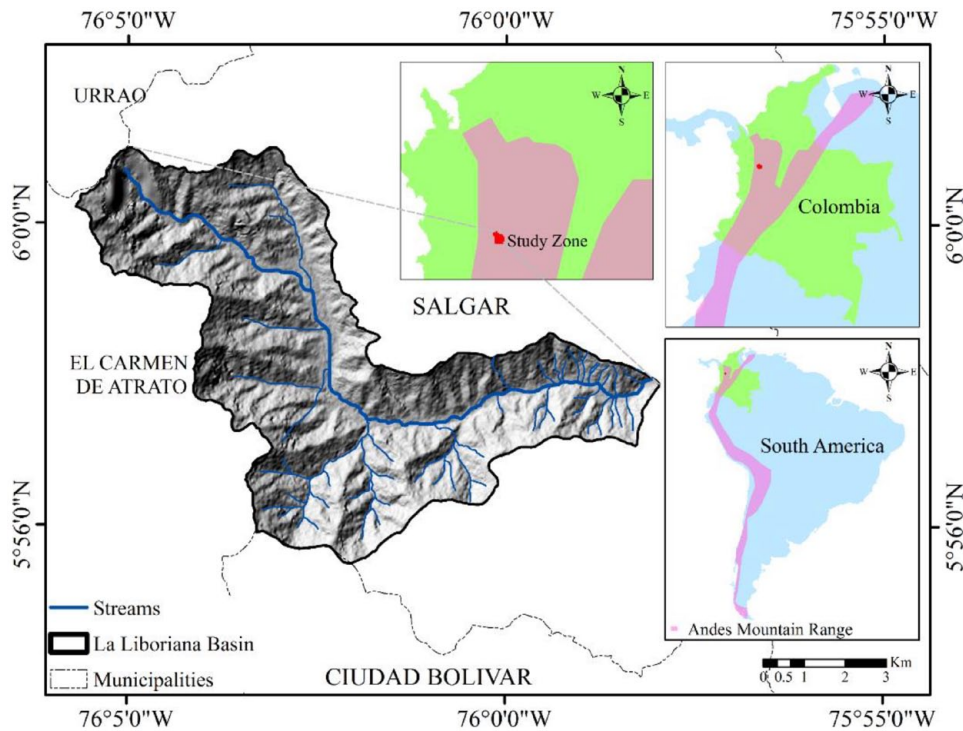 76°5'0"W
76°0'0"W
75°55'0"W
URRAO
N
W
E
S
Study Zone
N
W
E
S
Colombia
6°0'0"N
6°0'0"N
SALGAR
EL CARMEN
DE ATRATO
N
W
E
S
South America
5°56'0"N
5°56'0"N
Streams
La Liboriana Basin
Municipalities
CIUDAD BOLIVAR
Andes Mountain Range
0 0.5 1 2 3 Km
76°5'0"W
76°0'0"W
75°55'0"W